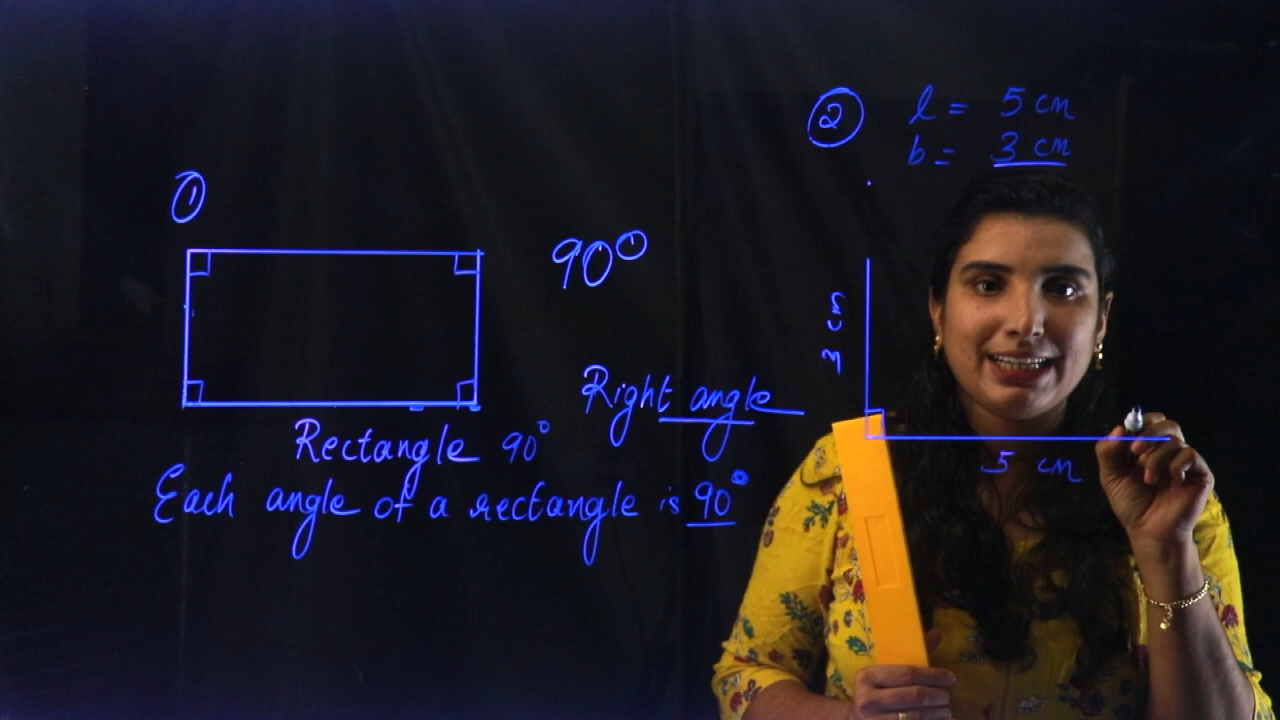 ①
90°
Right angle
Rectangle 90°
Each angle of a rectangle is 90°
② l = 5 cm
b = 3 cm
3 cm
5 cm